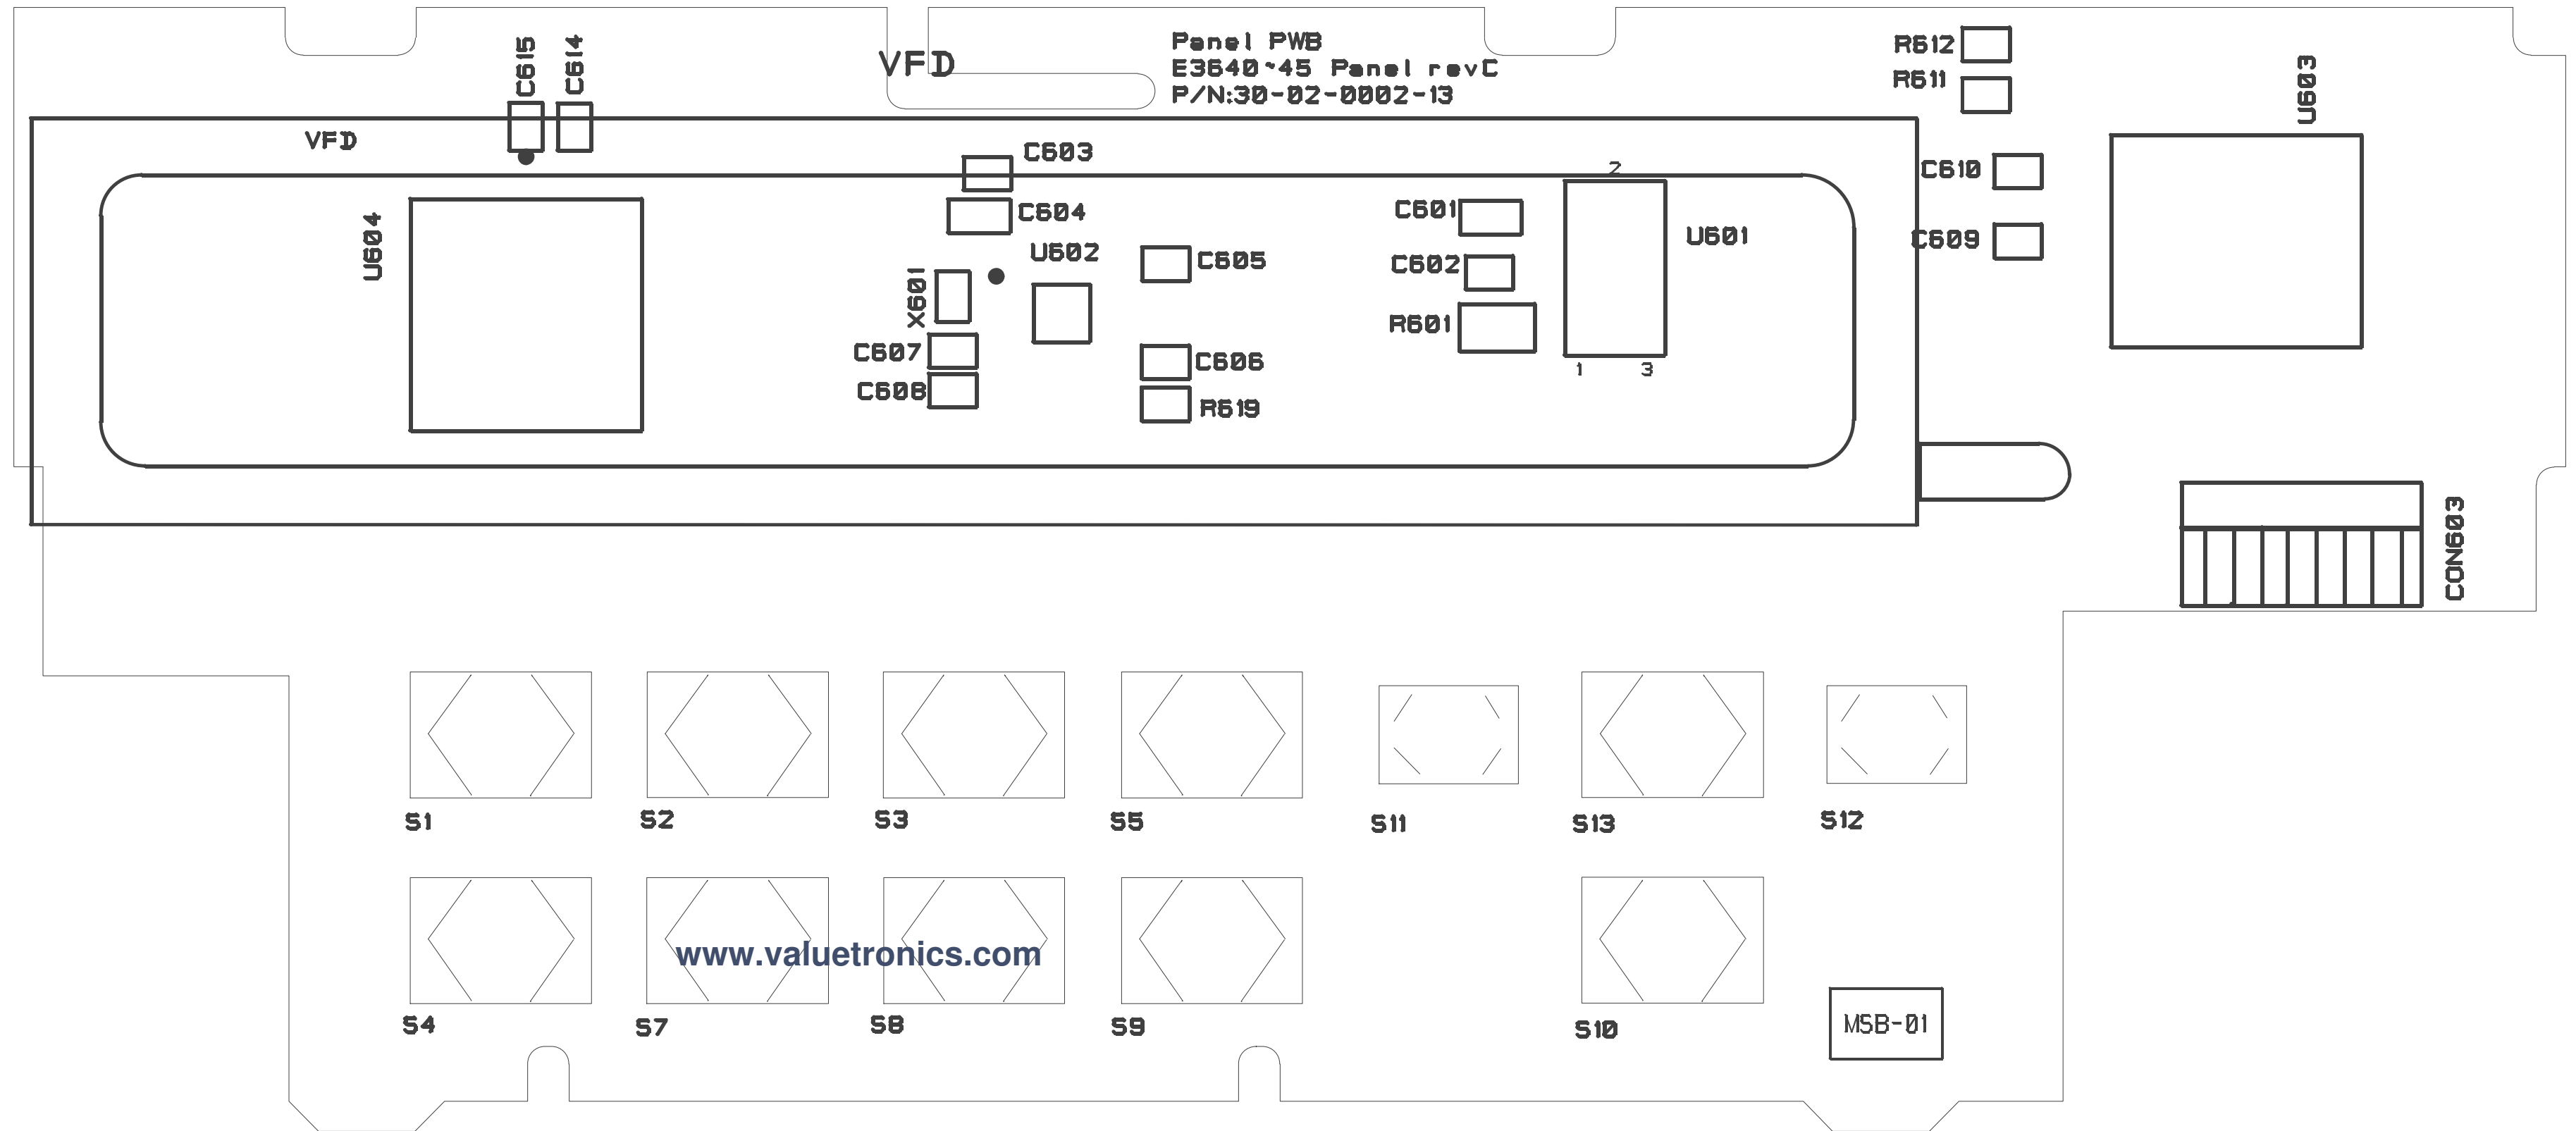 Panel PWB
E3640~45 Panel revC
P/N:30-02-0002-13
VFD
C615
C614
R612
R611
U603
VFD
C603
C610
2
C604
C601
U604
U601
C609
U602
C605
C602
X601
R601
C607
C606
1 3
C608
R619
CON603
S1 S2 S3 S5 S11 S13 S12
www.valuetronics.com
S4 S7 S8 S9 S10
MSB-01